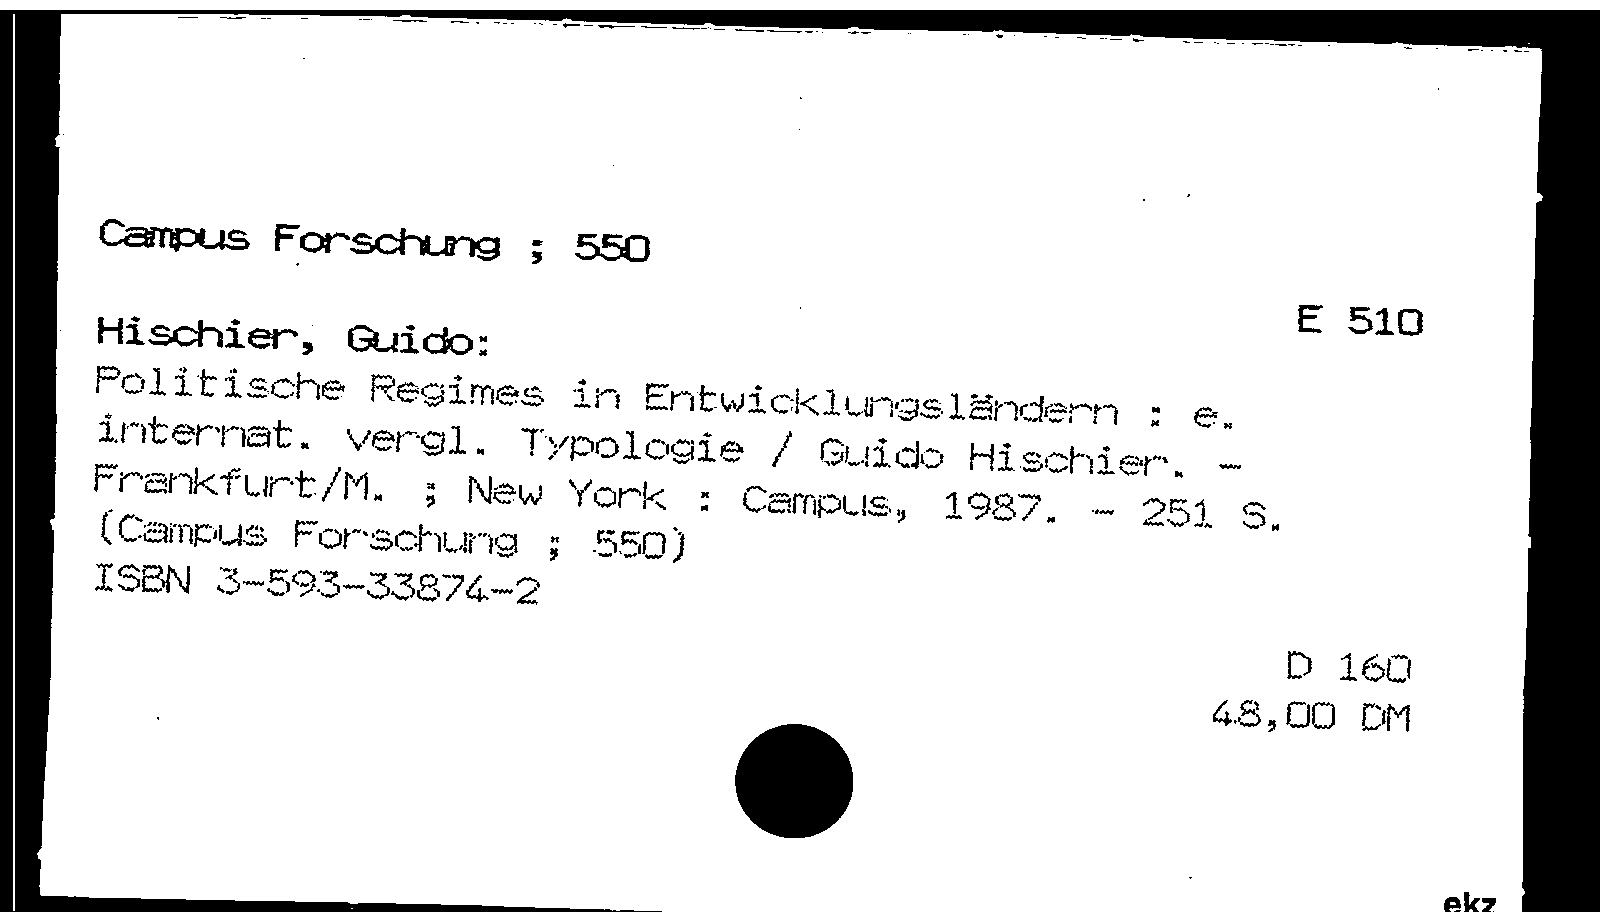 Campus Forschung ; 550
E 510
Hischier, Guido:
Politische Regimes in Entwicklungsländern : e.
internat. vergl. Typologie / Guido Hischier. -
Frankfurt/M. ; New York : Campus, 1987. - 251 S.
(Campus Forschung ; 550)
ISBN 3-593-33874-2
D 160
48,00 DM
ekz